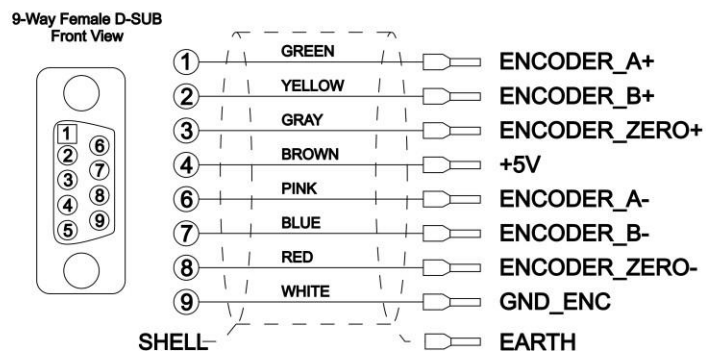 9-Way Female D-SUB
Front View
1
2
3
4
5
6
7
8
9
1 GREEN ENCODER_A+
2 YELLOW ENCODER_B+
3 GRAY ENCODER_ZERO+
4 BROWN +5V
6 PINK ENCODER_A-
7 BLUE ENCODER_B-
8 RED ENCODER_ZERO-
9 WHITE GND_ENC
SHELL EARTH